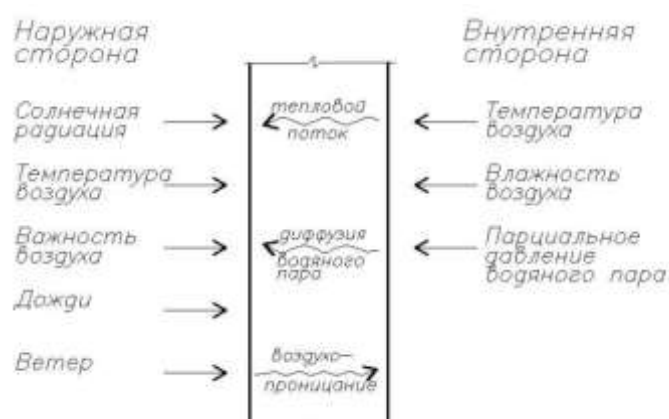 Наружная
сторона
Солнечная
радиация
Температура
воздуха
Важность
воздуха
Дожди
Ветер
тепловой
поток
диффузия
водяного
пара
воздухо-
проницание
Внутренняя
сторона
Температура
воздуха
Влажность
воздуха
Парциальное
давление
водяного пара